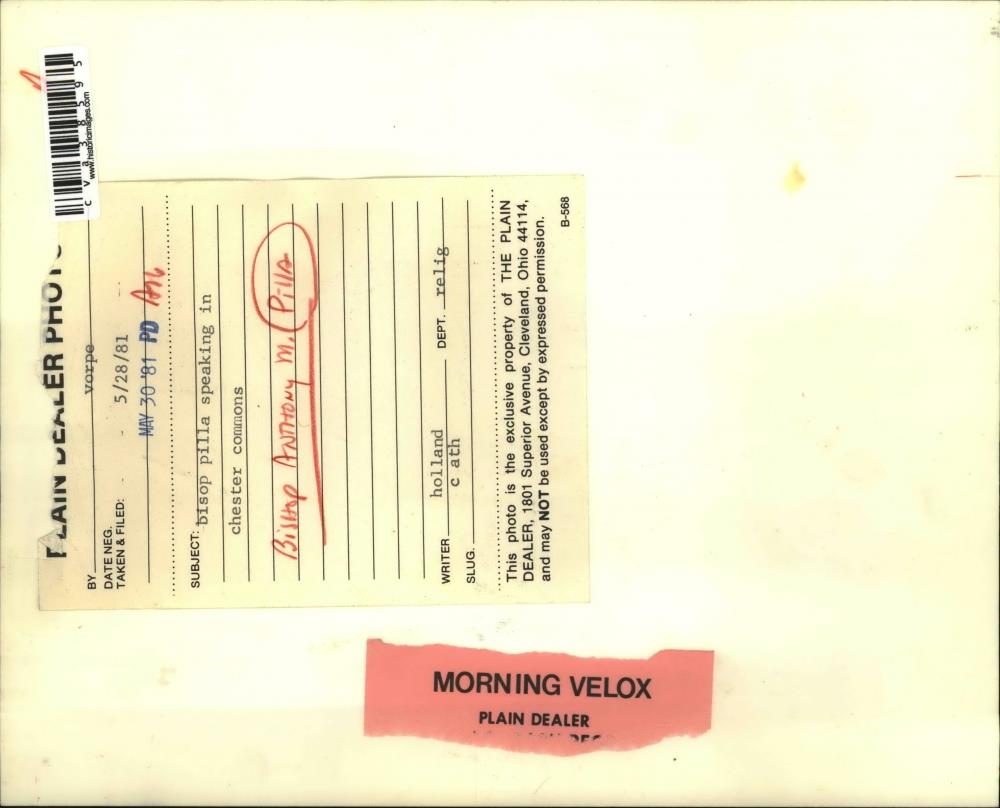 PLAIN DEALER PHOTO
BY vorpe
DATE NEG.
TAKEN & FILED: 5/28/81
MAY 30 '81 PD
SUBJECT: bisop pilla speaking in
chester commons
BISHOP ANTHONY M. PillA
WRITER holland DEPT. relig
c ath
SLUG
This photo is the exclusive property of THE PLAIN
DEALER, 1801 Superior Avenue, Cleveland, Ohio 44114,
and may NOT be used except by expressed permission.
B-568
cva38595
www.historicimages.com
MORNING VELOX
PLAIN DEALER